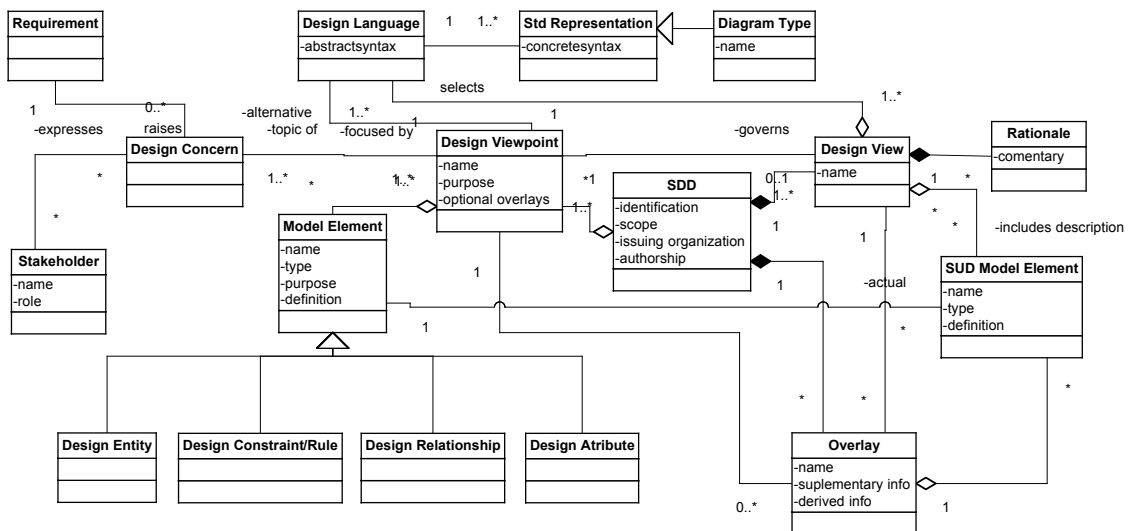 Requirement
Design Language
-abstractsyntax
1
1..*
Std Representation
-concretesyntax
Diagram Type
-name
selects
1
0..*
-alternative
1..*
1
1
1..*
-expresses
raises
-topic of
-focused by
-governs
Design Concern
Design Viewpoint
-name
-purpose
-optional overlays
Design View
-name
Rationale
-comentary
*
1..*
*
1..*
*1
0..1
1
*
SDD
-identification
-scope
-issuing organization
-authorship
1..*
1..*
*
*
*
Model Element
-name
-type
-purpose
-definition
1
1
-includes description
Stakeholder
-name
-role
1
1
-actual
SUD Model Element
-name
-type
-definition
1
*
*
*
*
Design Entity
Design Constraint/Rule
Design Relationship
Design Atribute
Overlay
-name
-suplementary info
-derived info
0..*
1